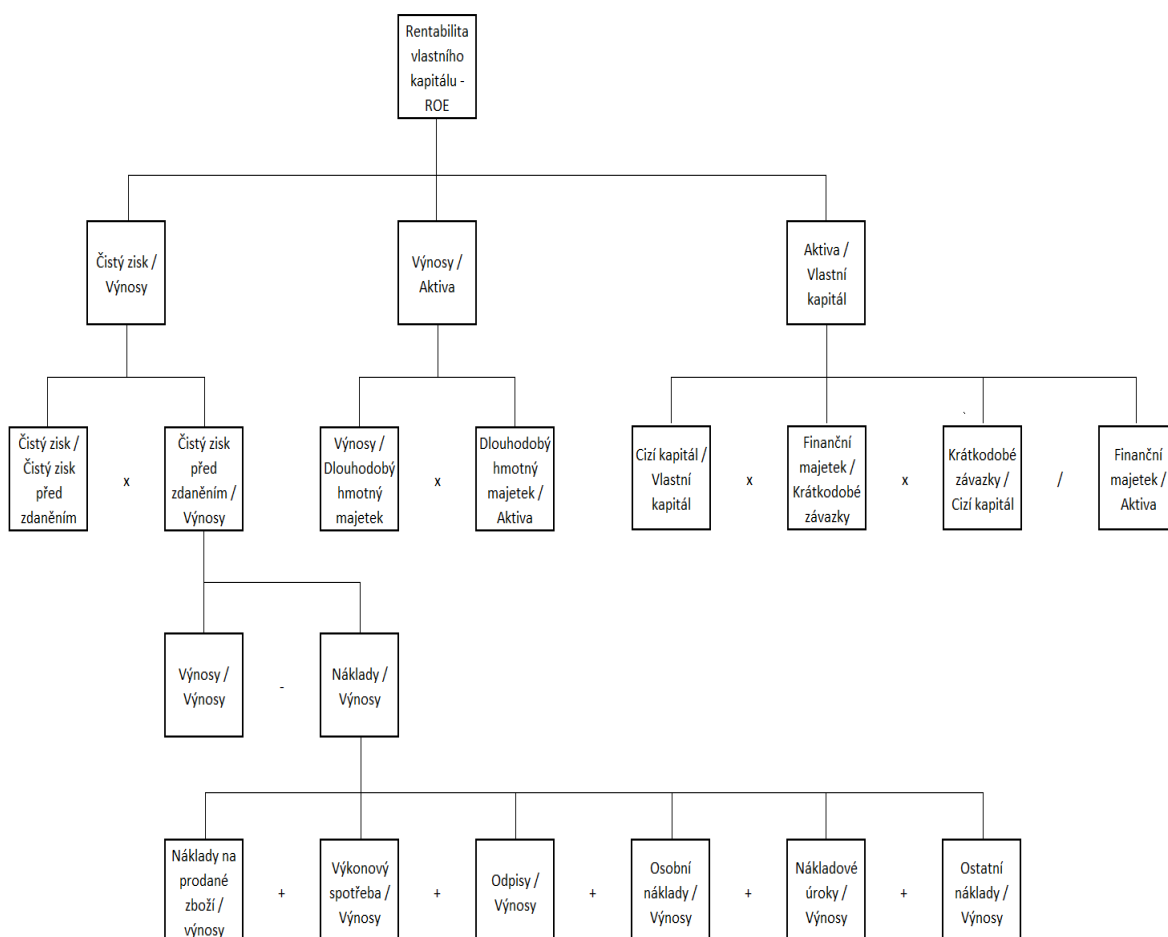 Rentabilita
vlastního
kapitálu -
ROE
Čistý zisk /
Výnosy
Výnosy /
Aktiva
Aktiva /
Vlastní
kapitál
Čistý zisk /
Čistý zisk
před
zdaněním
x
Čistý zisk
před
zdaněním /
Výnosy
Výnosy /
Dlouhodobý
hmotný
majetek
x
Dlouhodobý
hmotný
majetek /
Aktiva
Cizí kapitál /
Vlastní
kapitál
x
Finanční
majetek /
Krátkodobé
závazky
x
Krátkodobé
závazky /
Cizí kapitál
/
Finanční
majetek /
Aktiva
Výnosy /
Výnosy
-
Náklady /
Výnosy
Náklady na
prodané
zboží /
výnosy
+
Výkonový
spotřeba /
Výnosy
+
Odpisy /
Výnosy
+
Osobní
náklady /
Výnosy
+
Nákladové
úroky /
Výnosy
+
Ostatní
náklady /
Výnosy